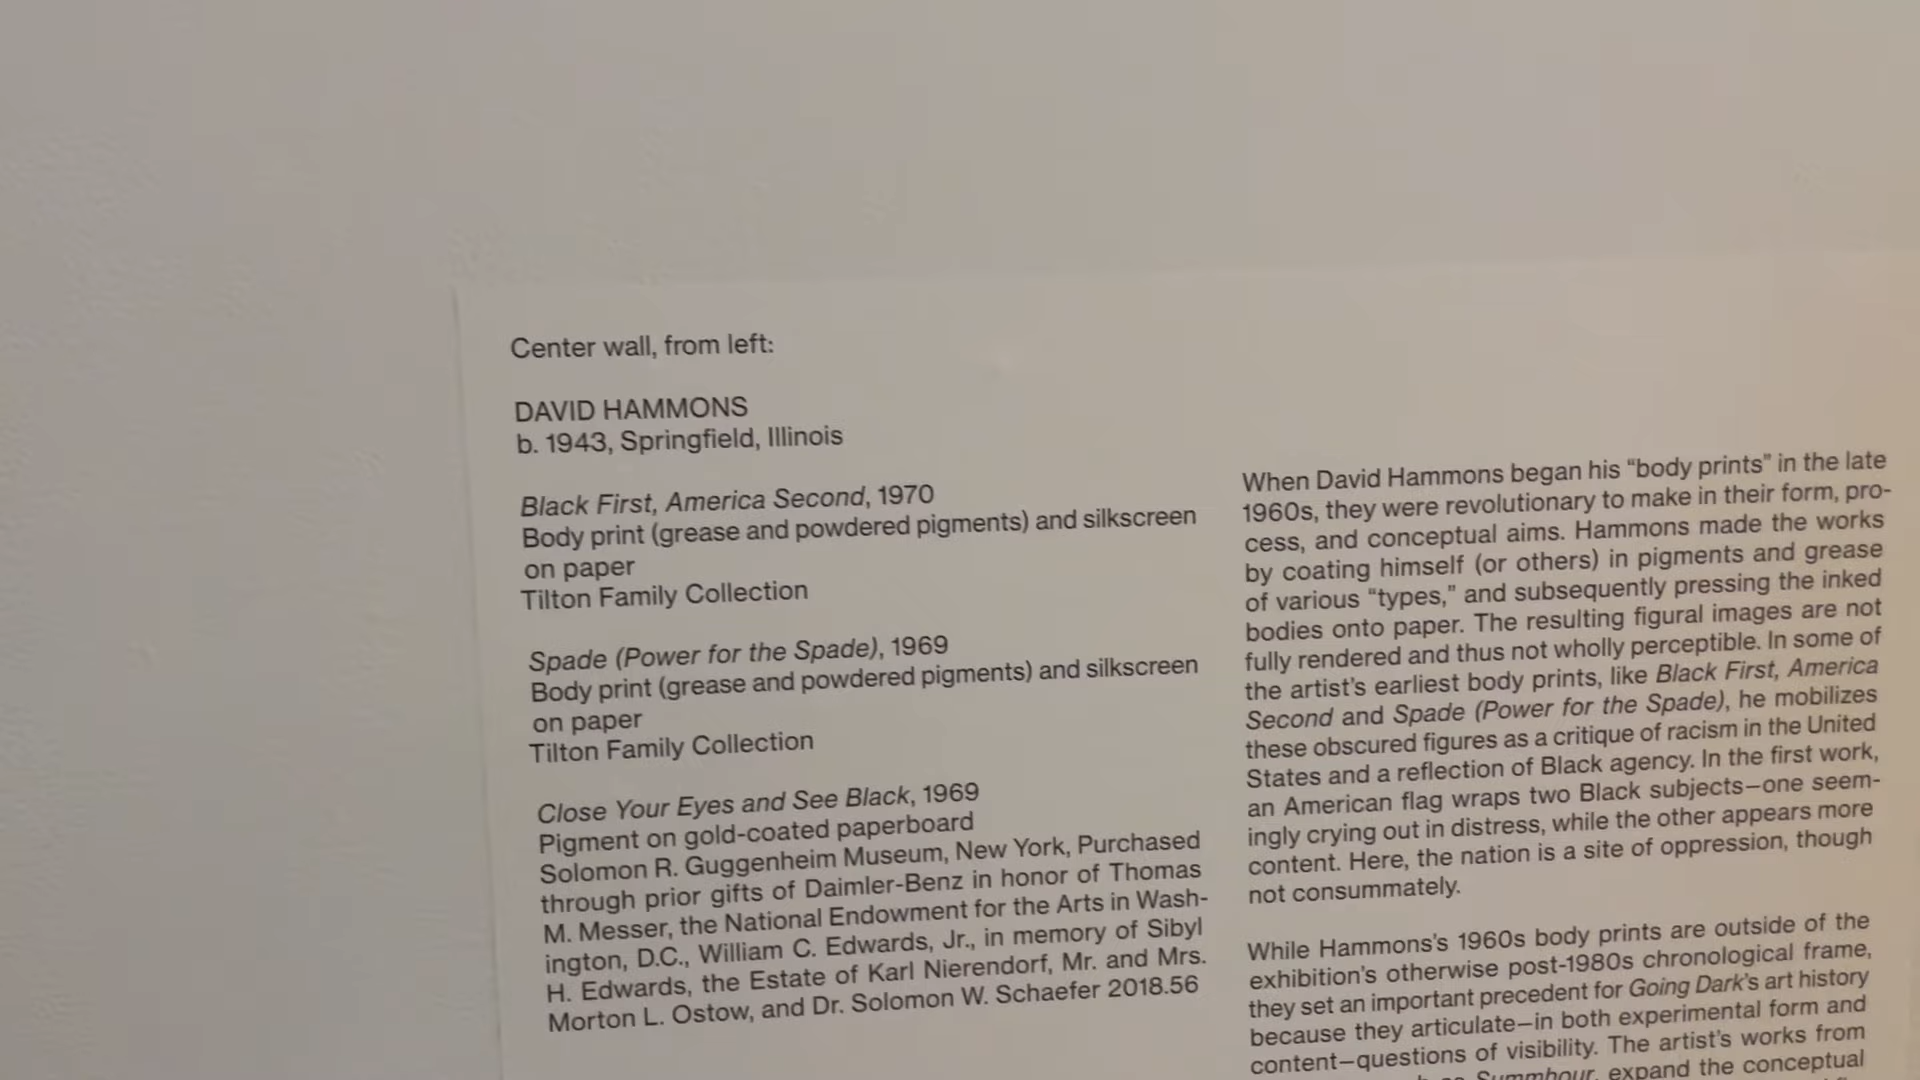 Center wall, from left:
DAVID HAMMONS
b. 1943, Springfield, Illinois
Black First, America Second, 1970
Body print (grease and powdered pigments) and silkscreen
on paper
Tilton Family Collection
Spade (Power for the Spade), 1969
Body print (grease and powdered pigments) and silkscreen
on paper
Tilton Family Collection
Close Your Eyes and See Black, 1969
Pigment on gold-coated paperboard
Solomon R. Guggenheim Museum, New York, Purchased
through prior gifts of Daimler-Benz in honor of Thomas
M. Messer, the National Endowment for the Arts in Wash-
ington, D.C., William C. Edwards, Jr., in memory of Sibyl
H. Edwards, the Estate of Karl Nierendorf, Mr. and Mrs.
Morton L. Ostow, and Dr. Solomon W. Schaefer 2018.56
When David Hammons began his “body prints” in the late
1960s, they were revolutionary to make in their form, pro-
cess, and conceptual aims. Hammons made the works
by coating himself (or others) in pigments and grease
of various “types,” and subsequently pressing the inked
bodies onto paper. The resulting figural images are not
fully rendered and thus not wholly perceptible. In some of
the artist’s earliest body prints, like Black First, America
Second and Spade (Power for the Spade), he mobilizes
these obscured figures as a critique of racism in the United
States and a reflection of Black agency. In the first work,
an American flag wraps two Black subjects—one seem-
ingly crying out in distress, while the other appears more
content. Here, the nation is a site of oppression, though
not consummately.
While Hammons’s 1960s body prints are outside of the
exhibition’s otherwise post-1980s chronological frame,
they set an important precedent for Going Dark’s art history
because they articulate—in both experimental form and
content—questions of visibility. The artist’s works from
expand the conceptual